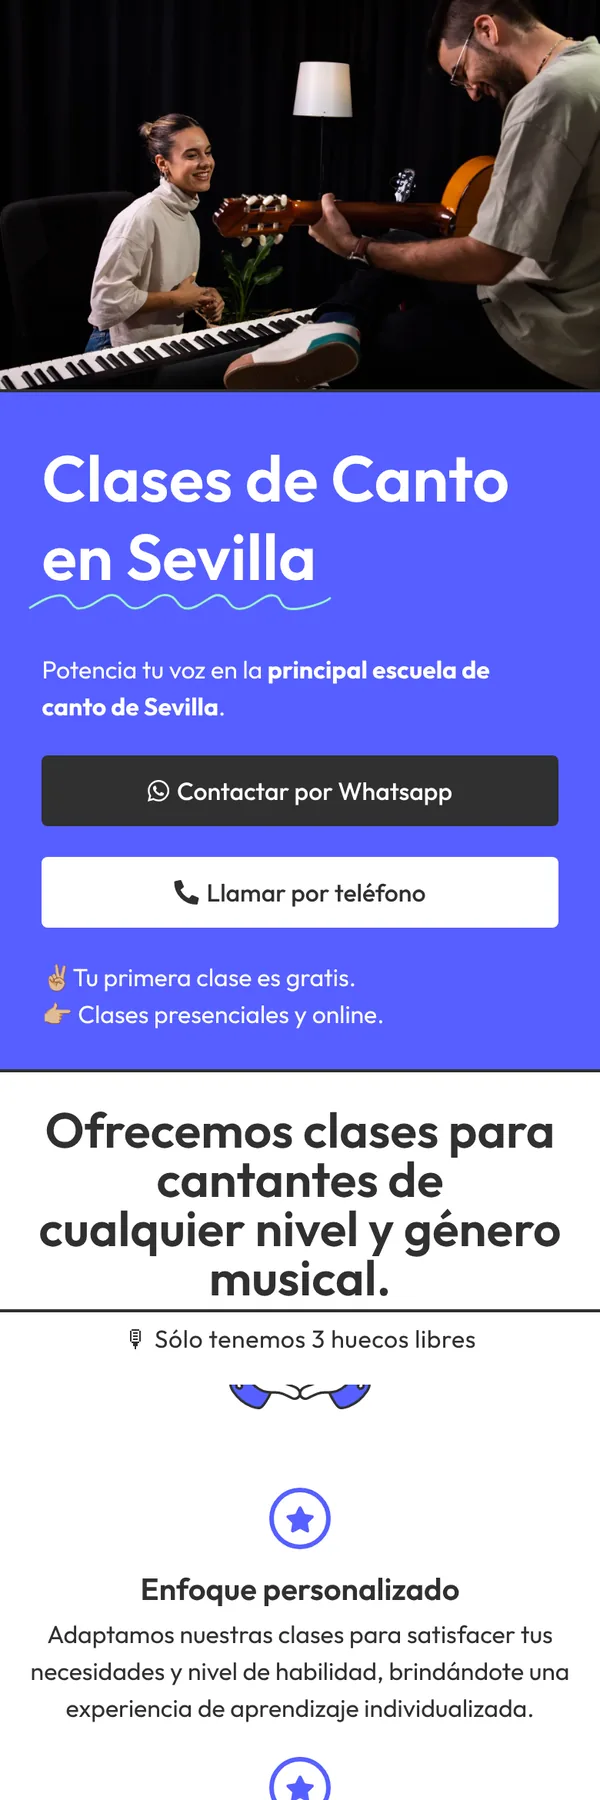 Clases de Canto
en Sevilla
Potencia tu voz en la principal escuela de
canto de Sevilla.
Contactar por Whatsapp
Llamar por teléfono
✌🏼Tu primera clase es gratis.
👉🏼 Clases presenciales y online.
Ofrecemos clases para
cantantes de
cualquier nivel y género
musical.
🎙 Sólo tenemos 3 huecos libres
Enfoque personalizado
Adaptamos nuestras clases para satisfacer tus
necesidades y nivel de habilidad, brindándote una
experiencia de aprendizaje individualizada.